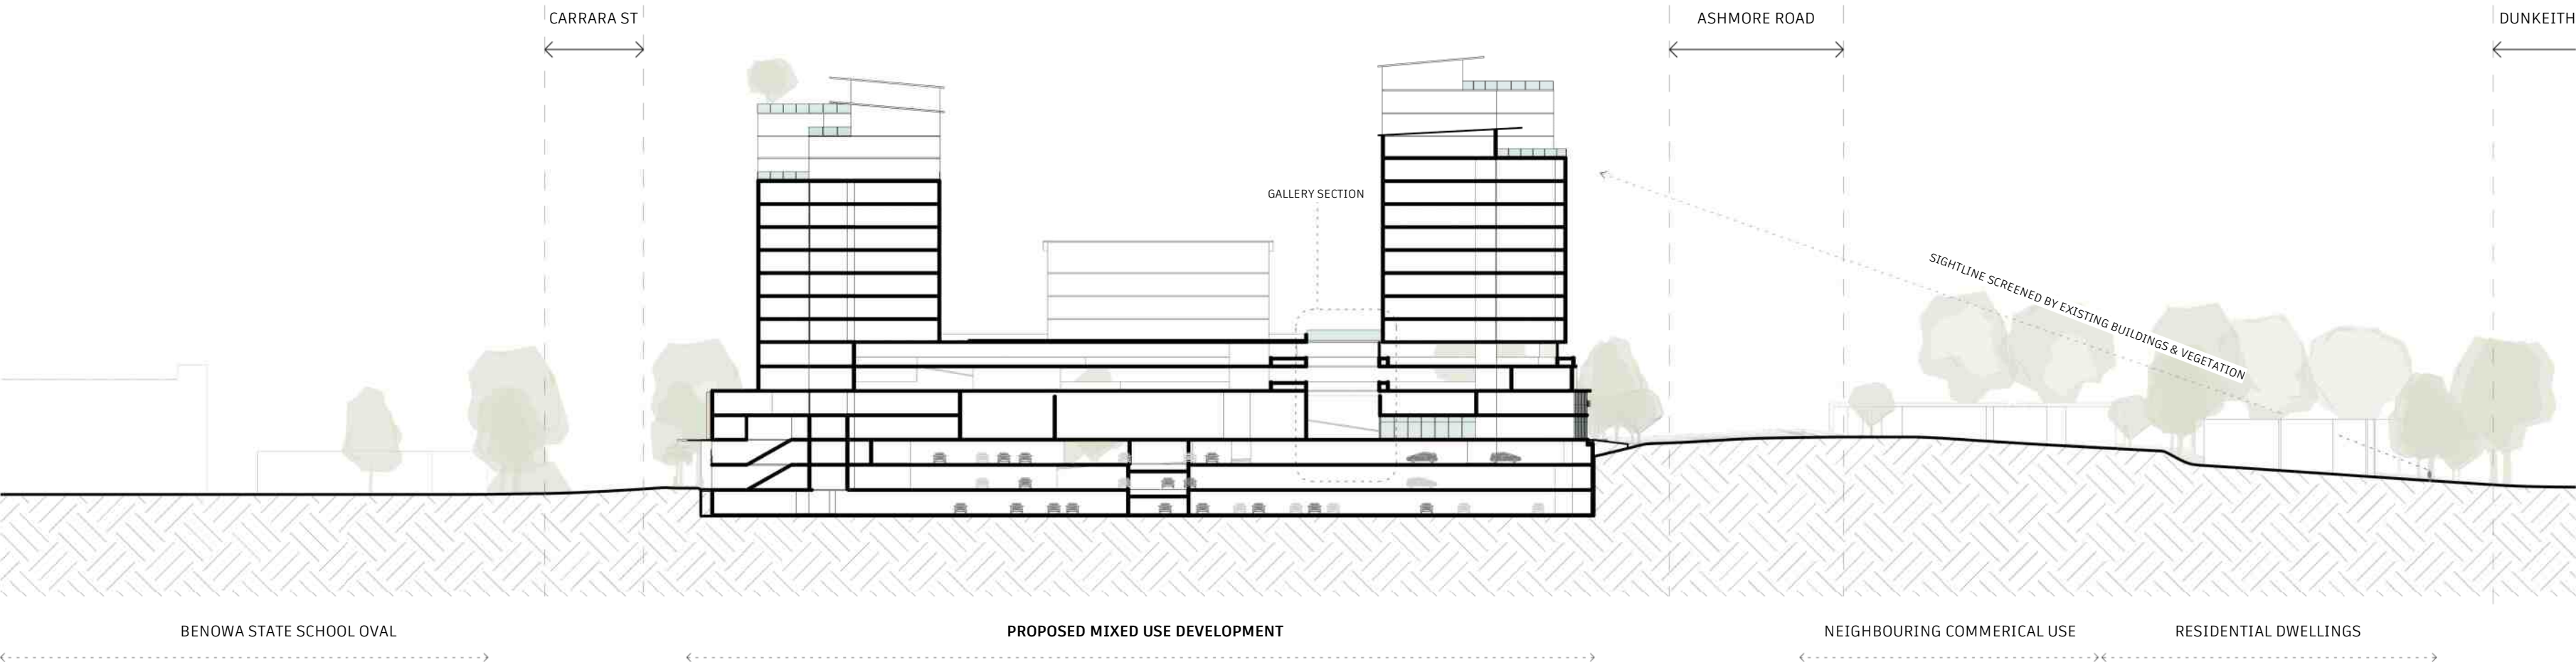 CARRARA ST
ASHMORE ROAD
DUNKEITH
GALLERY SECTION
SIGHTLINE SCREENED BY EXISTING BUILDINGS & VEGETATION
BENOWA STATE SCHOOL OVAL
PROPOSED MIXED USE DEVELOPMENT
NEIGHBOURING COMMERICAL USE
RESIDENTIAL DWELLINGS